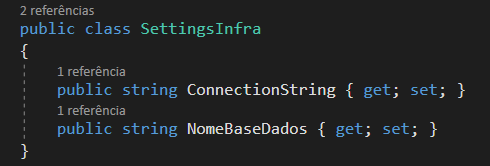 2 referências
public class SettingsInfra
{
1 referência
public string ConnectionString { get; set; }
1 referência
public string NomeBaseDados { get; set; }
}